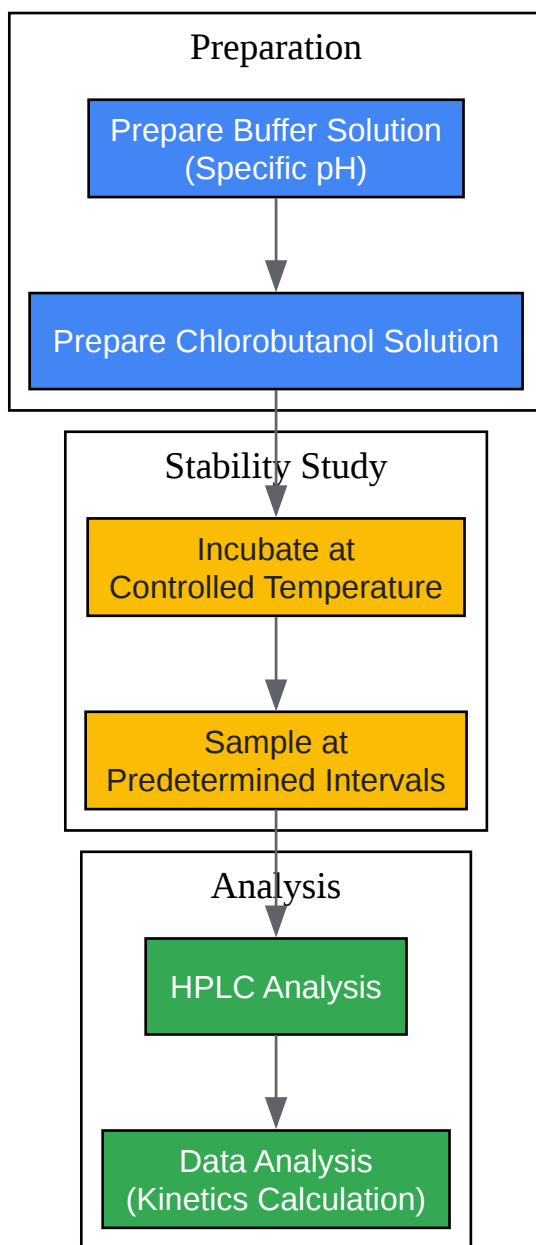 Preparation
Prepare Buffer Solution
(Specific pH)
Prepare Chlorobutanol Solution
Stability Study
Incubate at
Controlled Temperature
Sample at
Predetermined Intervals
Analysis
HPLC Analysis
Data Analysis
(Kinetics Calculation)